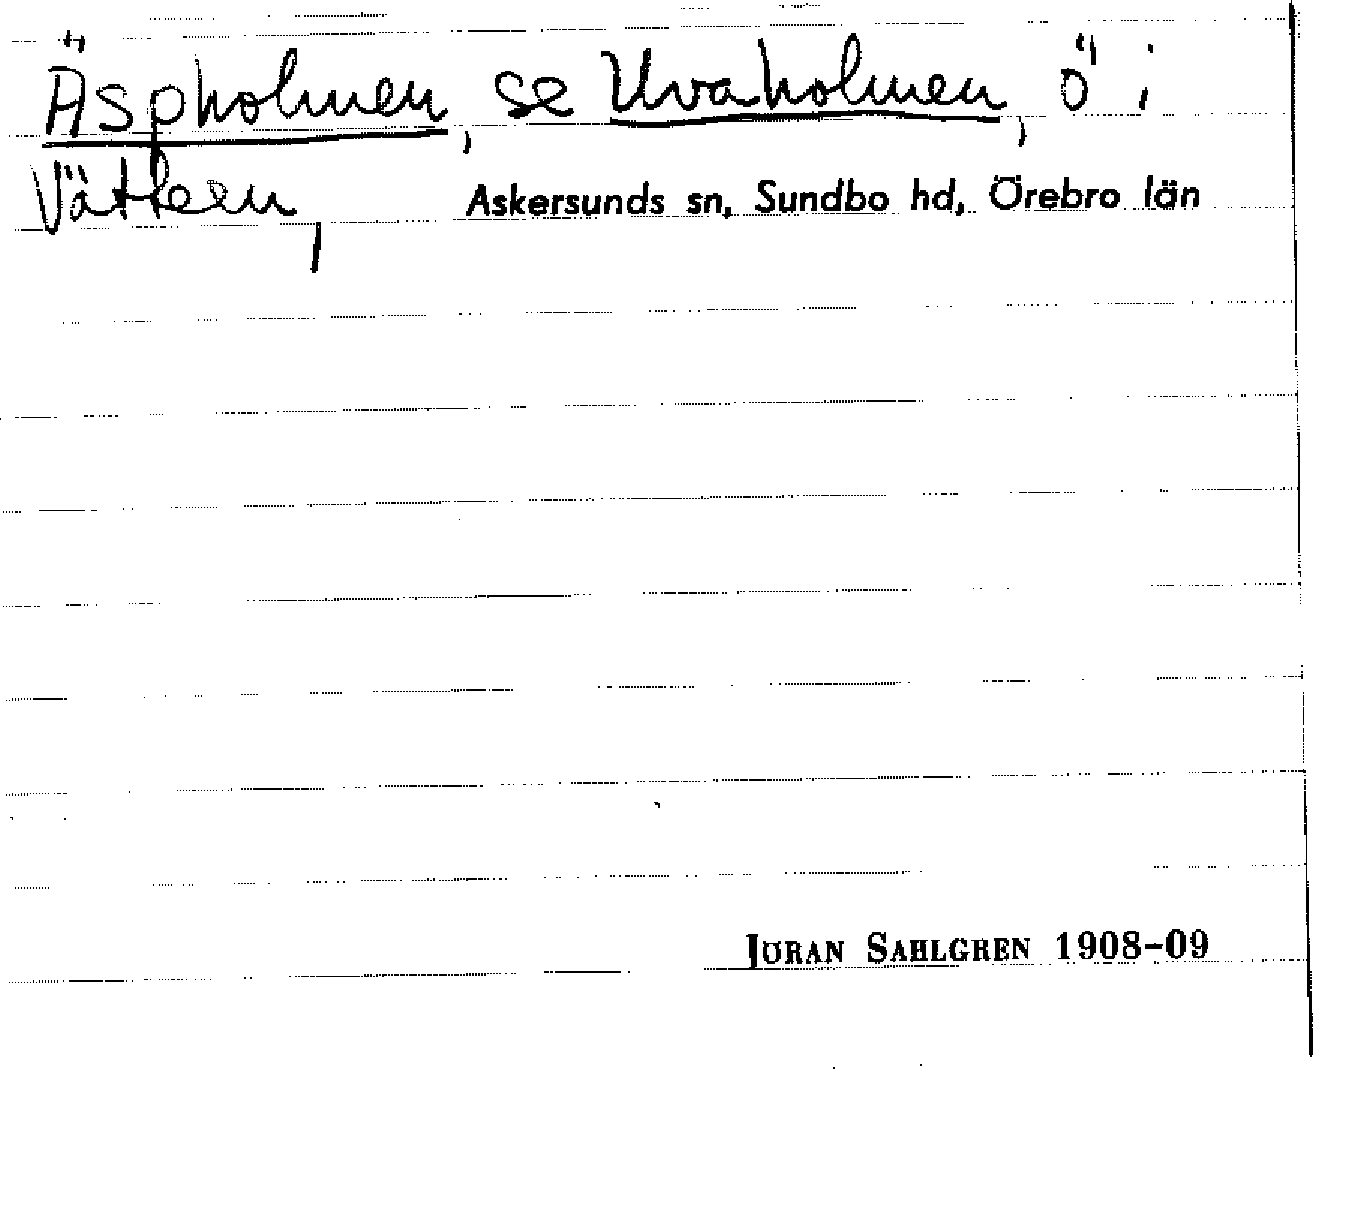 Äspholmen, se Uvaholmen, ö i
Vättern, Askersunds sn, Sundbo hd, Örebro län
JÖRAN SAHLGREN 1908-09